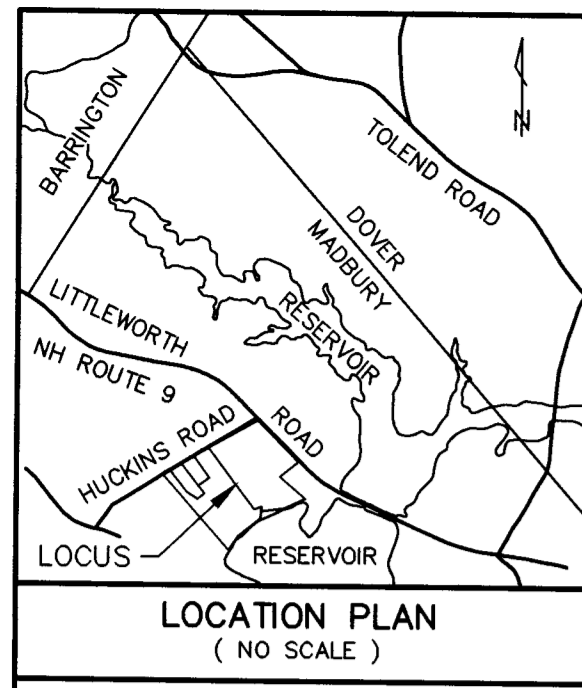 BARRINGTON
N
TOLEND ROAD
DOVER
MADBURY
RESERVOIR
LITTLEWORTH ROAD
NH ROUTE 9
HUCKINS ROAD
LOCUS
RESERVOIR
LOCATION PLAN
( NO SCALE )